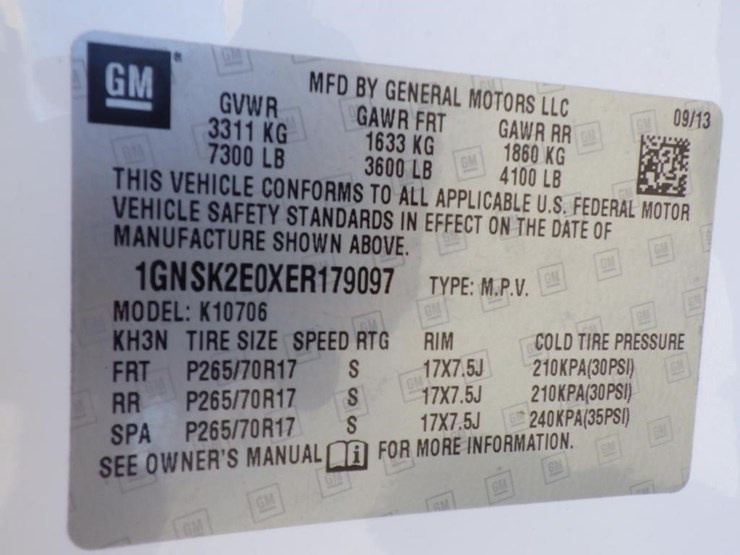 GM
MFD BY GENERAL MOTORS LLC
09/13
GVWR GAWR FRT GAWR RR
3311 KG 1633 KG 1860 KG
7300 LB 3600 LB 4100 LB
THIS VEHICLE CONFORMS TO ALL APPLICABLE U.S. FEDERAL MOTOR
VEHICLE SAFETY STANDARDS IN EFFECT ON THE DATE OF
MANUFACTURE SHOWN ABOVE.
1GNSK2E0XER179097 TYPE: M.P.V.
MODEL: K10706
KH3N TIRE SIZE SPEED RTG RIM COLD TIRE PRESSURE
FRT P265/70R17 S 17X7.5J 210KPA(30PSI)
RR P265/70R17 S 17X7.5J 210KPA(30PSI)
SPA P265/70R17 S 17X7.5J 240KPA(35PSI)
SEE OWNER'S MANUAL i FOR MORE INFORMATION.